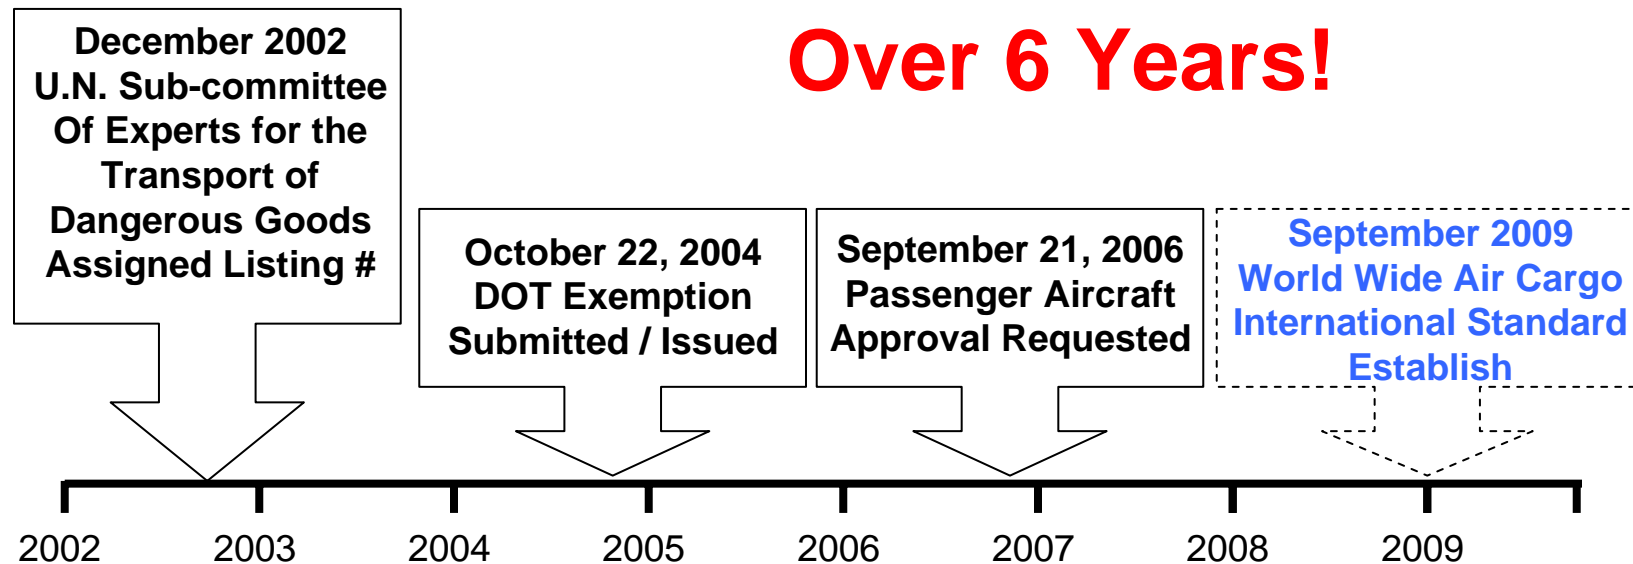 Over 6 Years!
December 2002
U.N. Sub-committee
Of Experts for the
Transport of
Dangerous Goods
Assigned Listing #
October 22, 2004
DOT Exemption
Submitted / Issued
September 21, 2006
Passenger Aircraft
Approval Requested
September 2009
World Wide Air Cargo
International Standard
Establish
2002 2003 2004 2005 2006 2007 2008 2009